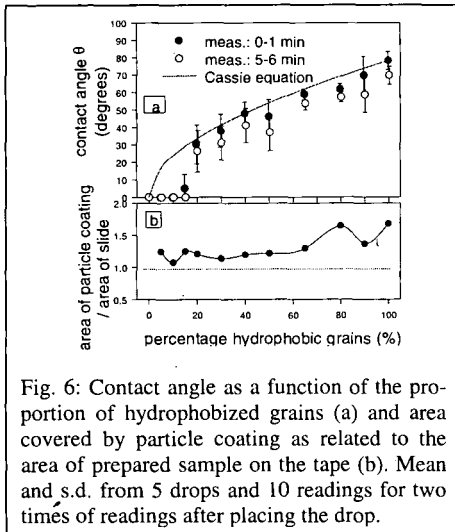 meas.: 0-1 min
meas.: 5-6 min
Cassie equation
contact angle θ
(degrees)
90
80
70
60
50
40
30
20
10
0
a
area of particle coating
/ area of slide
2.0
1.5
1.0
0.5
b
0 20 40 60 80 100
percentage hydrophobic grains (%)
Fig. 6: Contact angle as a function of the pro-
portion of hydrophobized grains (a) and area
covered by particle coating as related to the
area of prepared sample on the tape (b). Mean
and s.d. from 5 drops and 10 readings for two
times of readings after placing the drop.